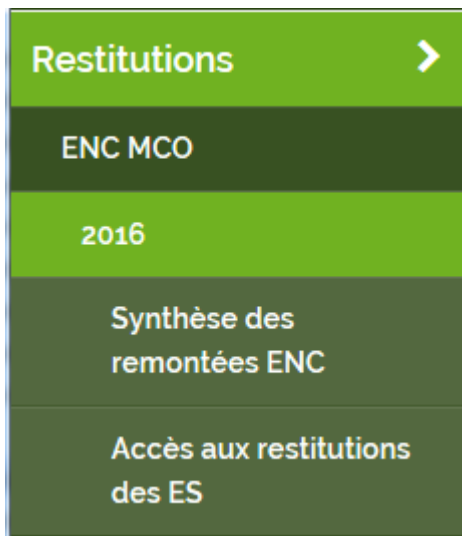 Restitutions
ENC MCO
2016
Synthèse des
remontées ENC
Accès aux restitutions
des ES